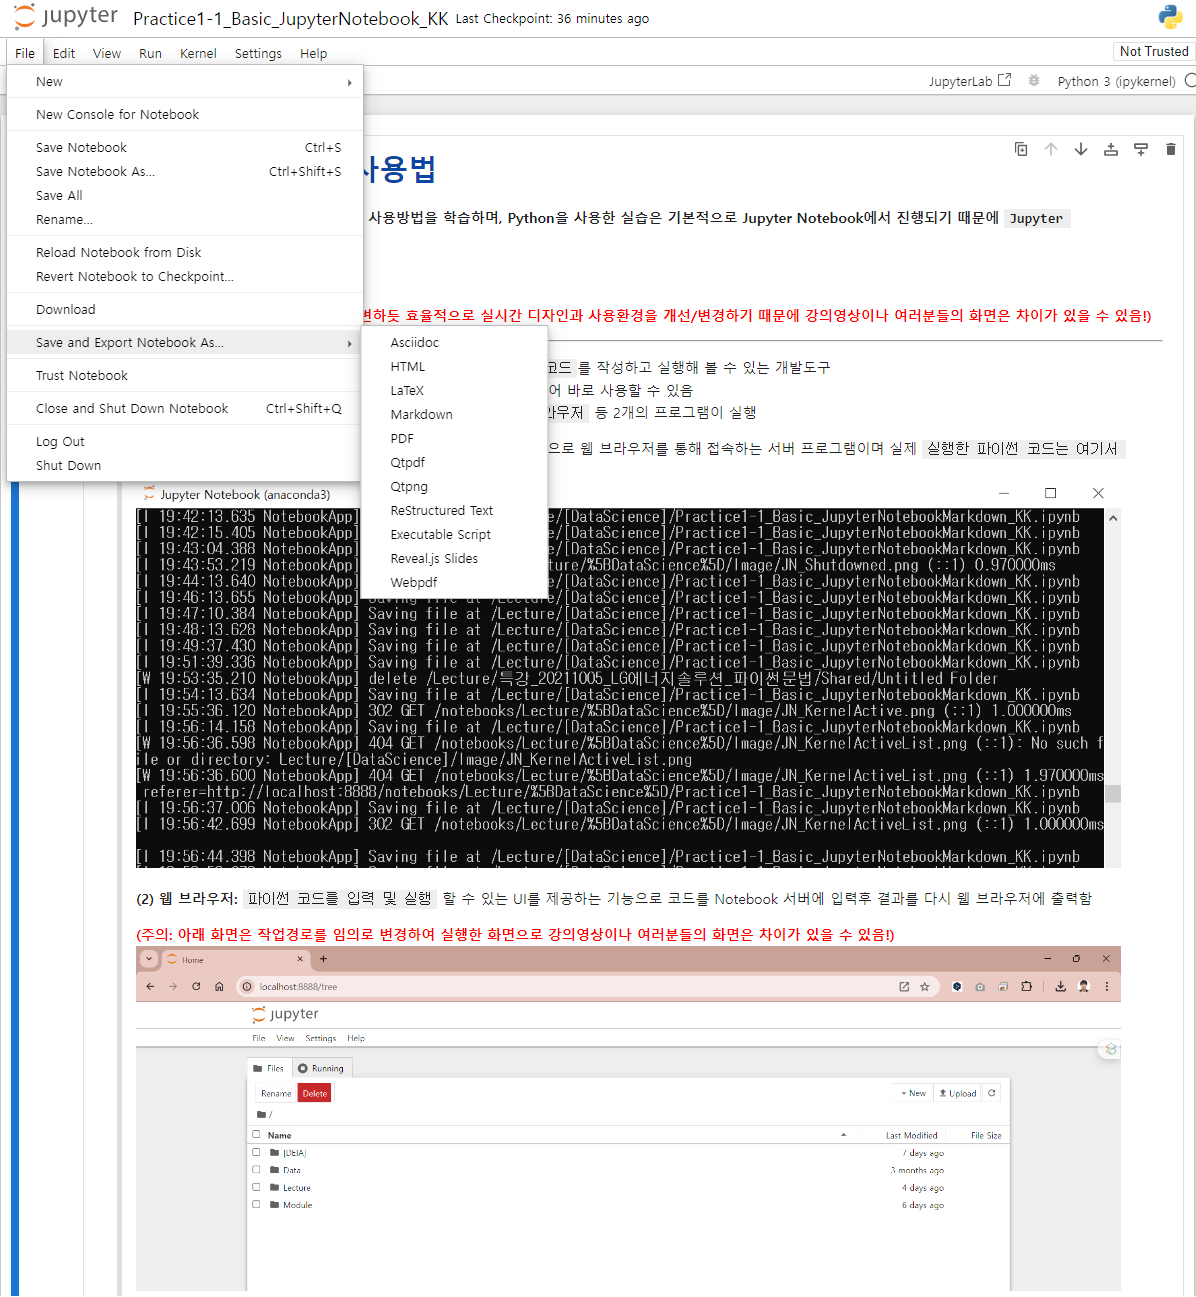 jupyter Practice1-1_Basic_JupyterNotebook_KK Last Checkpoint: 36 minutes ago
File Edit View Run Kernel Settings Help
Not Trusted
JupyterLab Python 3 (ipykernel)
New
New Console for Notebook
Save Notebook Ctrl+S
Save Notebook As... Ctrl+Shift+S
Save All
Rename...
Reload Notebook from Disk
Revert Notebook to Checkpoint...
Download
Save and Export Notebook As...
Trust Notebook
Close and Shut Down Notebook Ctrl+Shift+Q
Log Out
Shut Down
Asciidoc
HTML
LaTeX
Markdown
PDF
Qtpdf
Qtpng
ReStructured Text
Executable Script
Reveal.js Slides
Webpdf
사용법
사용방법을 학습하며, Python을 사용한 실습은 기본적으로 Jupyter Notebook에서 진행되기 때문에 Jupyter
변하듯 효율적으로 실시간 디자인과 사용환경을 개선/변경하기 때문에 강의영상이나 여러분들의 화면은 차이가 있을 수 있음!)
코드 를 작성하고 실행해 볼 수 있는 개발도구
어 바로 사용할 수 있음
라우저 등 2개의 프로그램이 실행
으로 웹 브라우저를 통해 접속하는 서버 프로그램이며 실제 실행한 파이썬 코드는 여기서
Jupyter Notebook (anaconda3)
[I 19:42:13.635 NotebookApp] e/[DataScience]/Practice1-1_Basic_JupyterNotebookMarkdown_KK.ipynb
[I 19:42:15.405 NotebookApp] e/[DataScience]/Practice1-1_Basic_JupyterNotebookMarkdown_KK.ipynb
[I 19:43:04.388 NotebookApp] e/[DataScience]/Practice1-1_Basic_JupyterNotebookMarkdown_KK.ipynb
[I 19:43:53.219 NotebookApp] ture/%5BDataScience%5D/Image/JN_Shutdowned.png (::1) 0.970000ms
[I 19:44:13.640 NotebookApp] e/[DataScience]/Practice1-1_Basic_JupyterNotebookMarkdown_KK.ipynb
[I 19:46:13.655 NotebookApp] Saving file at /Lecture/[DataScience]/Practice1-1_Basic_JupyterNotebookMarkdown_KK.ipynb
[I 19:47:10.384 NotebookApp] Saving file at /Lecture/[DataScience]/Practice1-1_Basic_JupyterNotebookMarkdown_KK.ipynb
[I 19:48:13.628 NotebookApp] Saving file at /Lecture/[DataScience]/Practice1-1_Basic_JupyterNotebookMarkdown_KK.ipynb
[I 19:49:37.430 NotebookApp] Saving file at /Lecture/[DataScience]/Practice1-1_Basic_JupyterNotebookMarkdown_KK.ipynb
[I 19:51:39.336 NotebookApp] Saving file at /Lecture/[DataScience]/Practice1-1_Basic_JupyterNotebookMarkdown_KK.ipynb
[W 19:53:35.210 NotebookApp] delete /Lecture/특강_20211005_LG에너지솔루션_파이썬문법/Shared/Untitled Folder
[I 19:54:13.634 NotebookApp] Saving file at /Lecture/[DataScience]/Practice1-1_Basic_JupyterNotebookMarkdown_KK.ipynb
[I 19:55:36.120 NotebookApp] 302 GET /notebooks/Lecture/%5BDataScience%5D/Image/JN_KernelActive.png (::1) 1.000000ms
[I 19:56:14.158 NotebookApp] Saving file at /Lecture/[DataScience]/Practice1-1_Basic_JupyterNotebookMarkdown_KK.ipynb
[W 19:56:36.598 NotebookApp] 404 GET /notebooks/Lecture/%5BDataScience%5D/Image/JN_KernelActiveList.png (::1): No such f
ile or directory: Lecture/[DataScience]/Image/JN_KernelActiveList.png
[W 19:56:36.600 NotebookApp] 404 GET /notebooks/Lecture/%5BDataScience%5D/Image/JN_KernelActiveList.png (::1) 1.970000ms
referer=http://localhost:8888/notebooks/Lecture/%5BDataScience%5D/Practice1-1_Basic_JupyterNotebookMarkdown_KK.ipynb
[I 19:56:37.006 NotebookApp] Saving file at /Lecture/[DataScience]/Practice1-1_Basic_JupyterNotebookMarkdown_KK.ipynb
[I 19:56:42.699 NotebookApp] 302 GET /notebooks/Lecture/%5BDataScience%5D/Image/JN_KernelActiveList.png (::1) 1.000000ms
[I 19:56:44.398 NotebookApp] Saving file at /Lecture/[DataScience]/Practice1-1_Basic_JupyterNotebookMarkdown_KK.ipynb
(2) 웹 브라우저: 파이썬 코드를 입력 및 실행 할 수 있는 UI를 제공하는 기능으로 코드를 Notebook 서버에 입력후 결과를 다시 웹 브라우저에 출력함
(주의: 아래 화면은 작업경로를 임의로 변경하여 실행한 화면으로 강의영상이나 여러분들의 화면은 차이가 있을 수 있음!)
Home
localhost:8888/tree
jupyter
File View Settings Help
Files Running
Rename Delete New Upload
/
Name Last Modified File Size
[DEIA] 7 days ago
Data 3 months ago
Lecture 4 days ago
Module 6 days ago